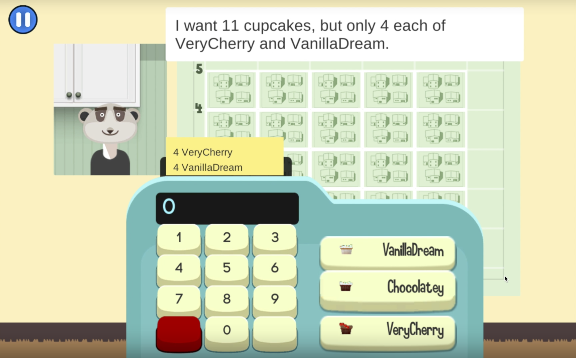 I want 11 cupcakes, but only 4 each of
VeryCherry and VanillaDream.
5
4
4 VeryCherry
4 VanillaDream
0
1 2 3
4 5 6
7 8 9
0
VanillaDream
Chocolatey
VeryCherry